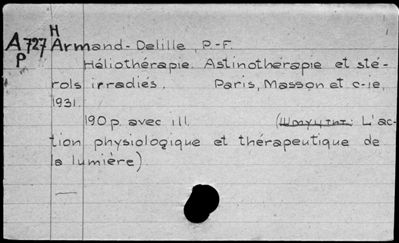 H
A 727 Armand-Delille, P.-F.
P Héliothérapie. Astinothérapie et sté-
rols irradiés. Paris, Masson et c-ie,
1931.
190 p. avec ill. (L'ac-
tion physiologique et thérapeutique de
la lumière)